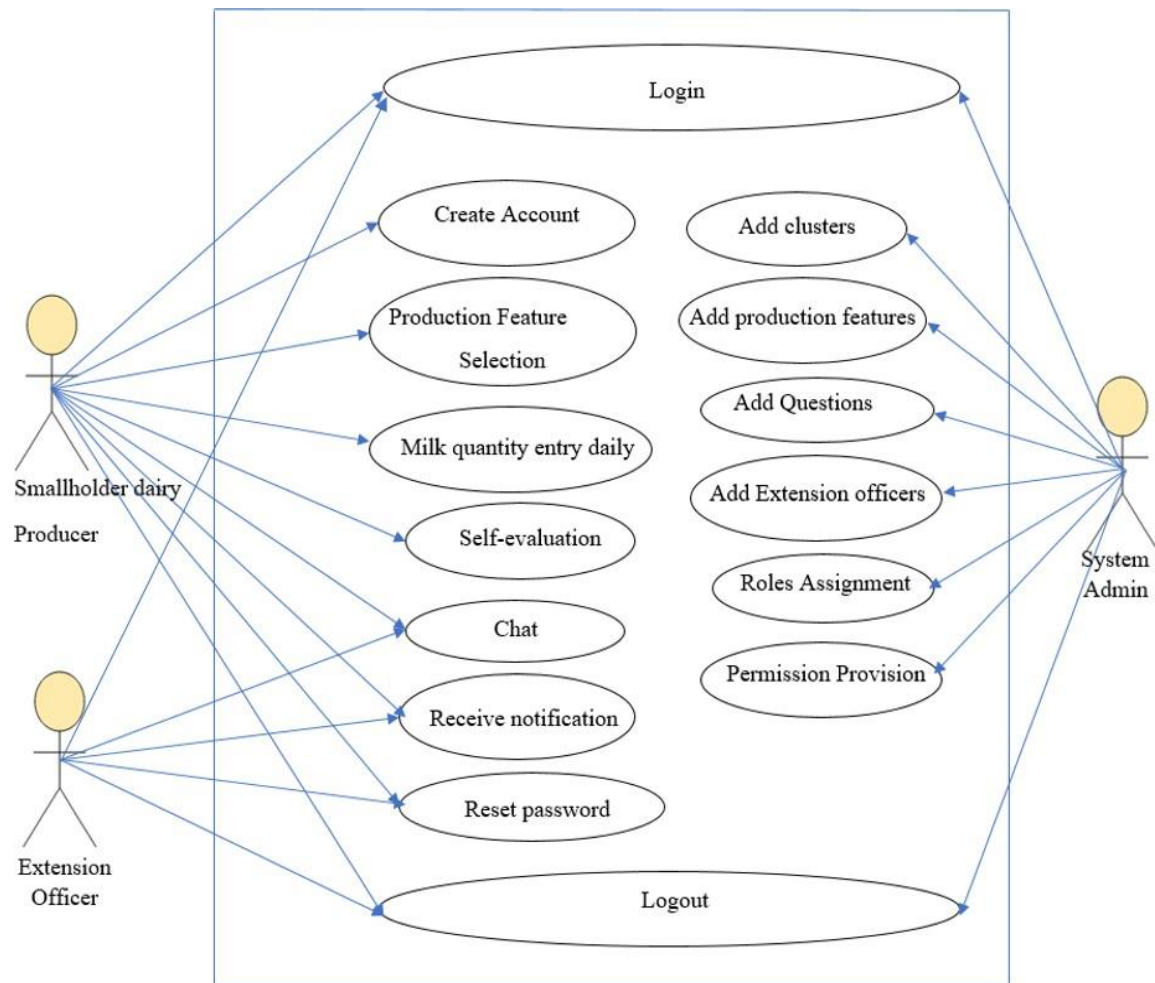 Login
Create Account
Add clusters
Production Feature
Selection
Add production features
Add Questions
Milk quantity entry daily
Smallholder dairy
Producer
Add Extension officers
Self-evaluation
System
Admin
Roles Assignment
Chat
Permission Provision
Receive notification
Reset password
Extension
Officer
Logout